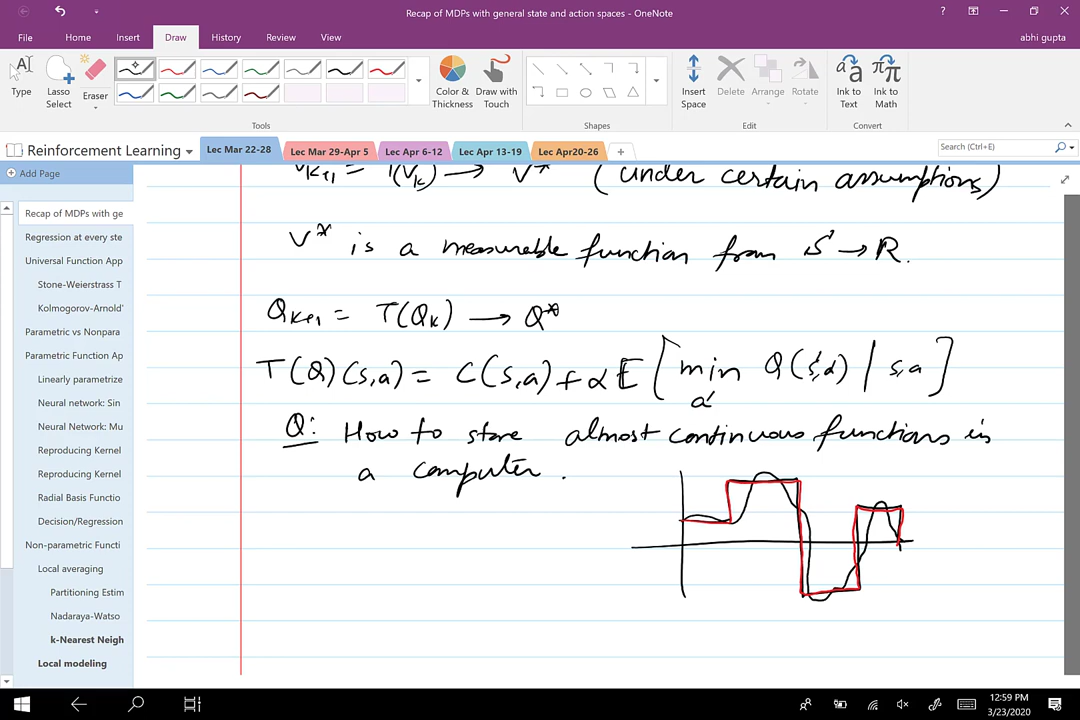 Recap of MDPs with general state and action spaces - OneNote
File Home Insert Draw History Review View
abhi gupta
Type
Lasso Select
Eraser
Color & Thickness
Draw with Touch
Insert Space
Delete
Arrange
Rotate
Ink to Text
Ink to Math
Tools
Shapes
Edit
Convert
Reinforcement Learning
Lec Mar 22-28
Lec Mar 29-Apr 5
Lec Apr 6-12
Lec Apr 13-19
Lec Apr20-26
Search (Ctrl+E)
Add Page
Recap of MDPs with ge
Regression at every ste
Universal Function App
Stone-Weierstrass T
Kolmogorov-Arnold'
Parametric vs Nonpara
Parametric Function Ap
Linearly parametrize
Neural network: Sin
Neural Network: Mu
Reproducing Kernel
Reproducing Kernel
Radial Basis Functio
Decision/Regression
Non-parametric Functi
Local averaging
Partitioning Estim
Nadaraya-Watso
k-Nearest Neigh
Local modeling
V_{k+1} = T(V_k) → V* (under certain assumptions)
V* is a measurable function from S → R.
Q_{k+1} = T(Q_k) → Q*
T(Q)(s,a) = C(s,a) + α E [ min_{a'} Q(s',a') | s,a ]
Q: How to store almost continuous functions in
a computer.
12:59 PM
3/23/2020